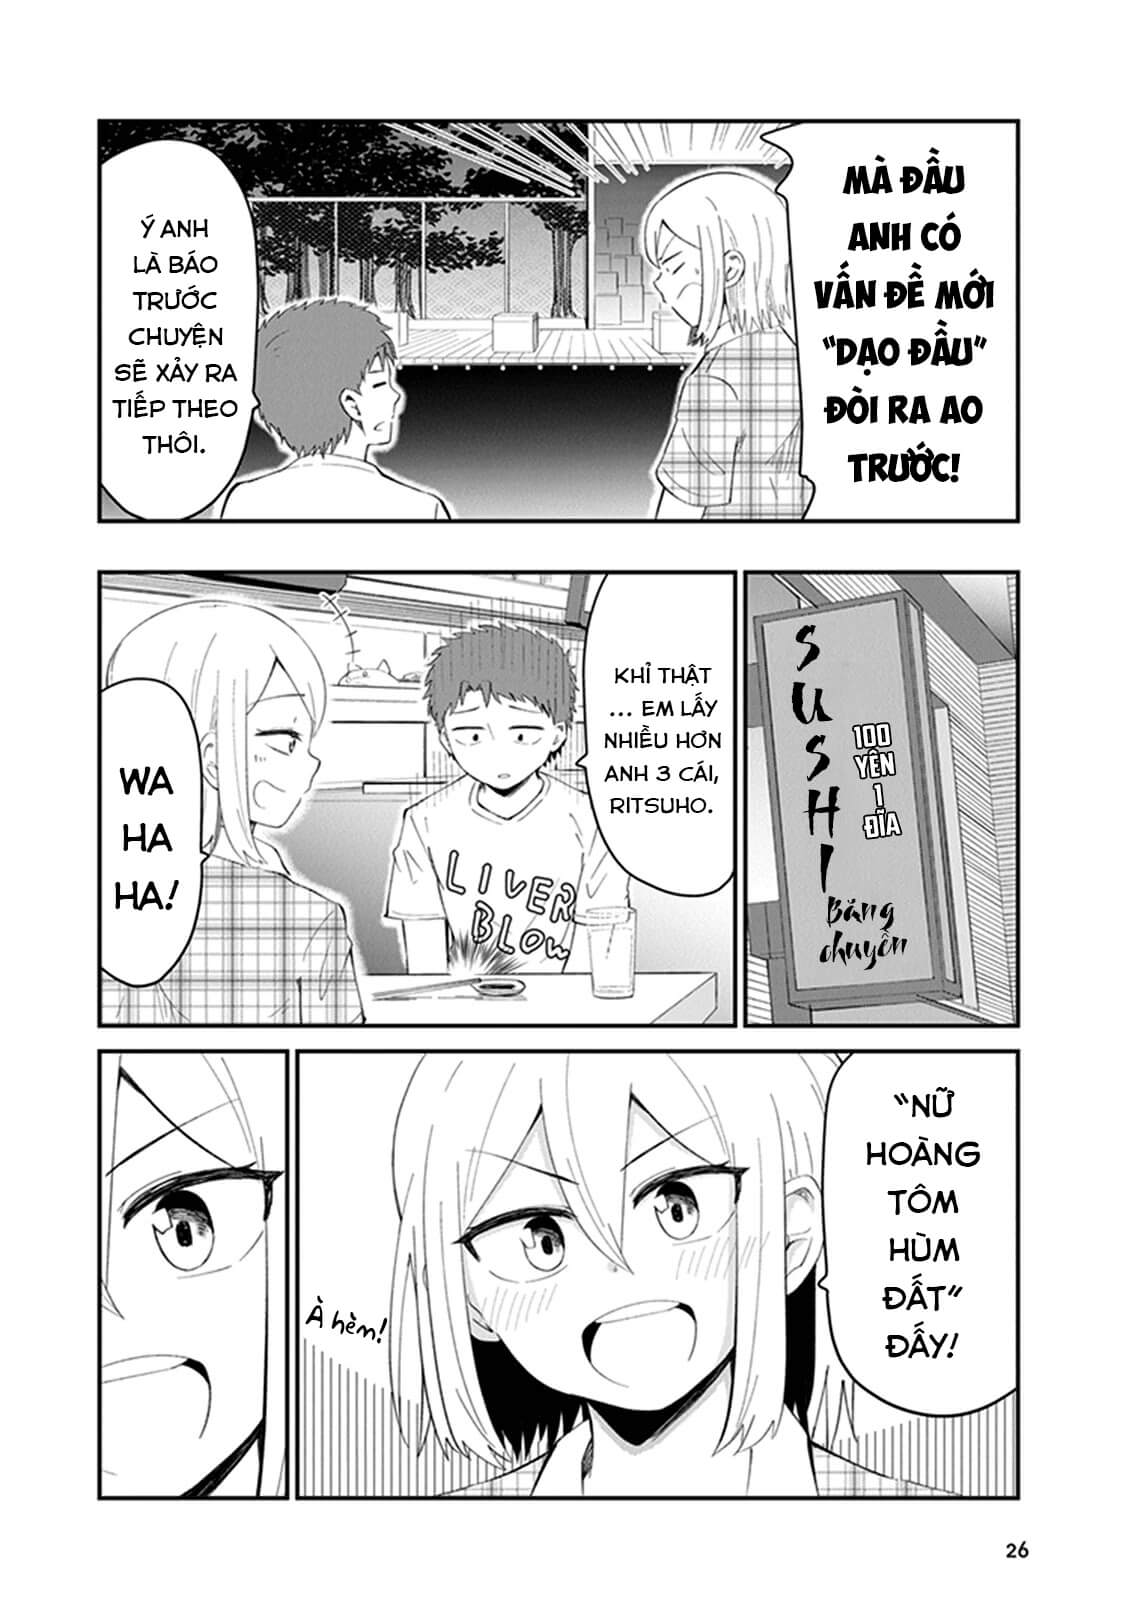 MÀ ĐẦU
ANH CÓ
VẤN ĐỀ MỚI
"DẠO ĐẦU"
ĐÒI RA AO
TRƯỚC!
Ý ANH
LÀ BÁO
TRƯỚC
CHUYỆN
SẼ XẢY RA
TIẾP THEO
THÔI.
SUSHI
100
YÊN
1
ĐĨA
Băng
chuyền
KHỈ THẬT
... EM LẤY
NHIỀU HƠN
ANH 3 CÁI,
RITSUHO.
LIVER
BLOW
WA
HA
HA!
"NỮ
HOÀNG
TÔM
HÙM
ĐẤT"
ĐẤY!
À hèm!
26